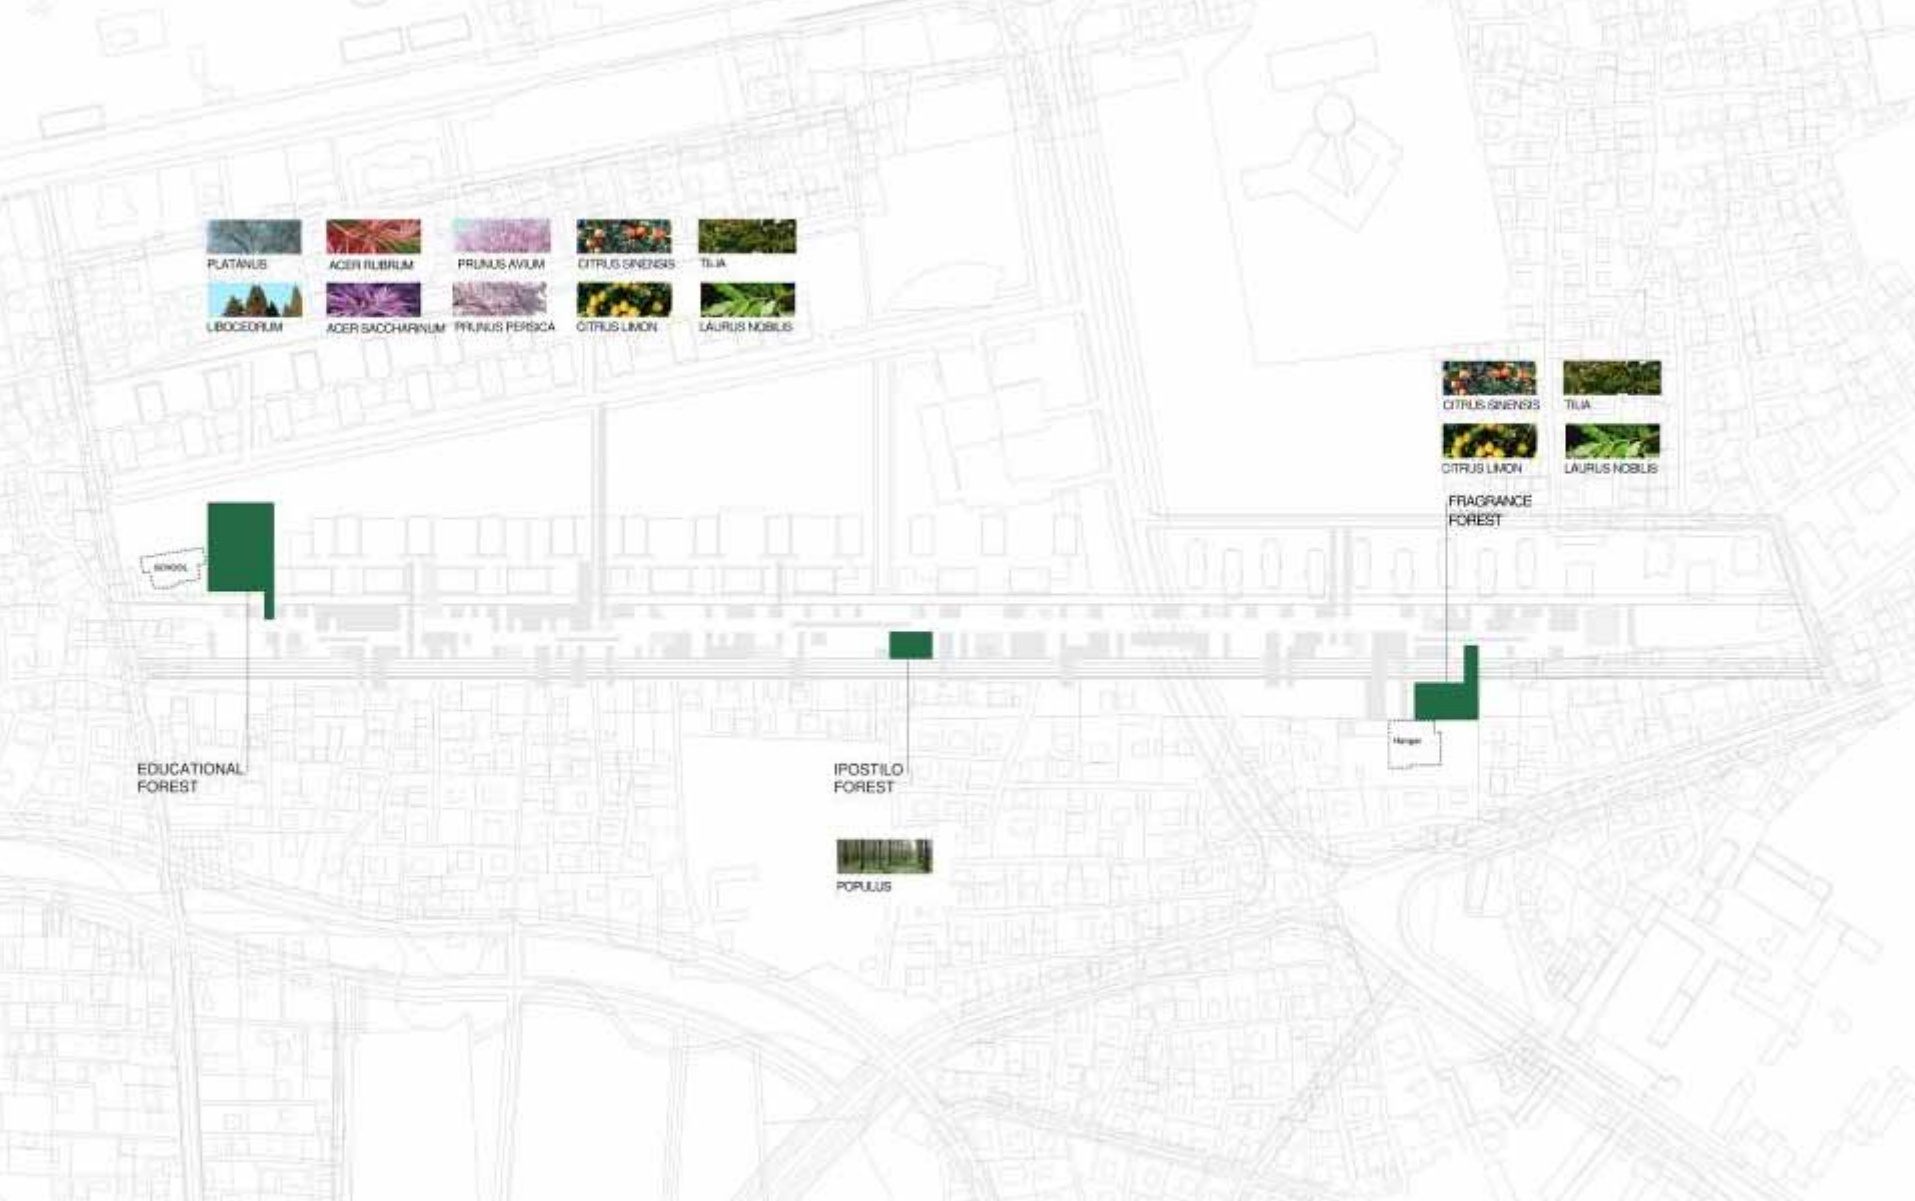 PLATANUS
ACER RUBRUM
PRUNUS AVIUM
CITRUS SINENSIS
TILIA
LIBOCEDRUM
ACER SACCHARINUM
PRUNUS PERSICA
CITRUS LIMON
LAURUS NOBILIS
CITRUS SINENSIS
TILIA
CITRUS LIMON
LAURUS NOBILIS
FRAGRANCE
FOREST
SCHOOL
Hangar
EDUCATIONAL
FOREST
IPOSTILO
FOREST
POPULUS